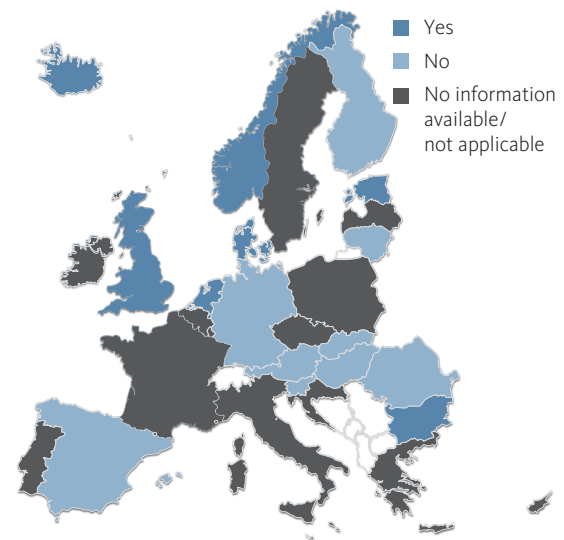 Yes
No
No information
available/
not applicable